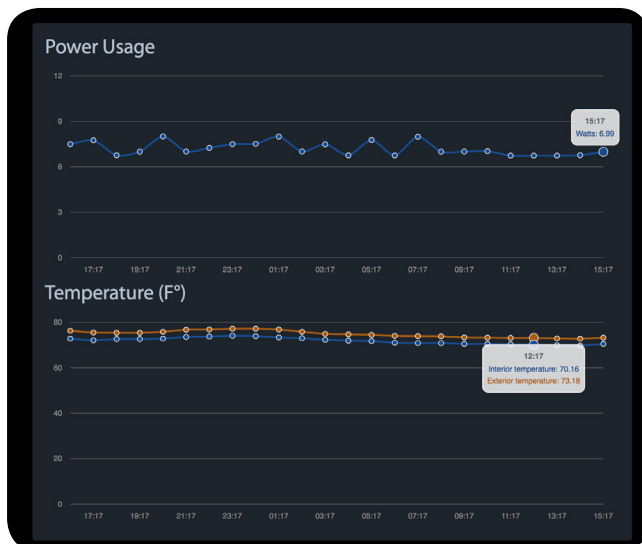 Power Usage
12
9
15:17
Watts: 6.99
6
3
0
17:17 19:17 21:17 23:17 01:17 03:17 05:17 07:17 09:17 11:17 13:17 15:17
Temperature (F°)
80
12:17
60
Interior temperature: 70.16
Exterior temperature: 73.18
40
20
0
17:17 19:17 21:17 23:17 01:17 03:17 05:17 07:17 09:17 11:17 13:17 15:17